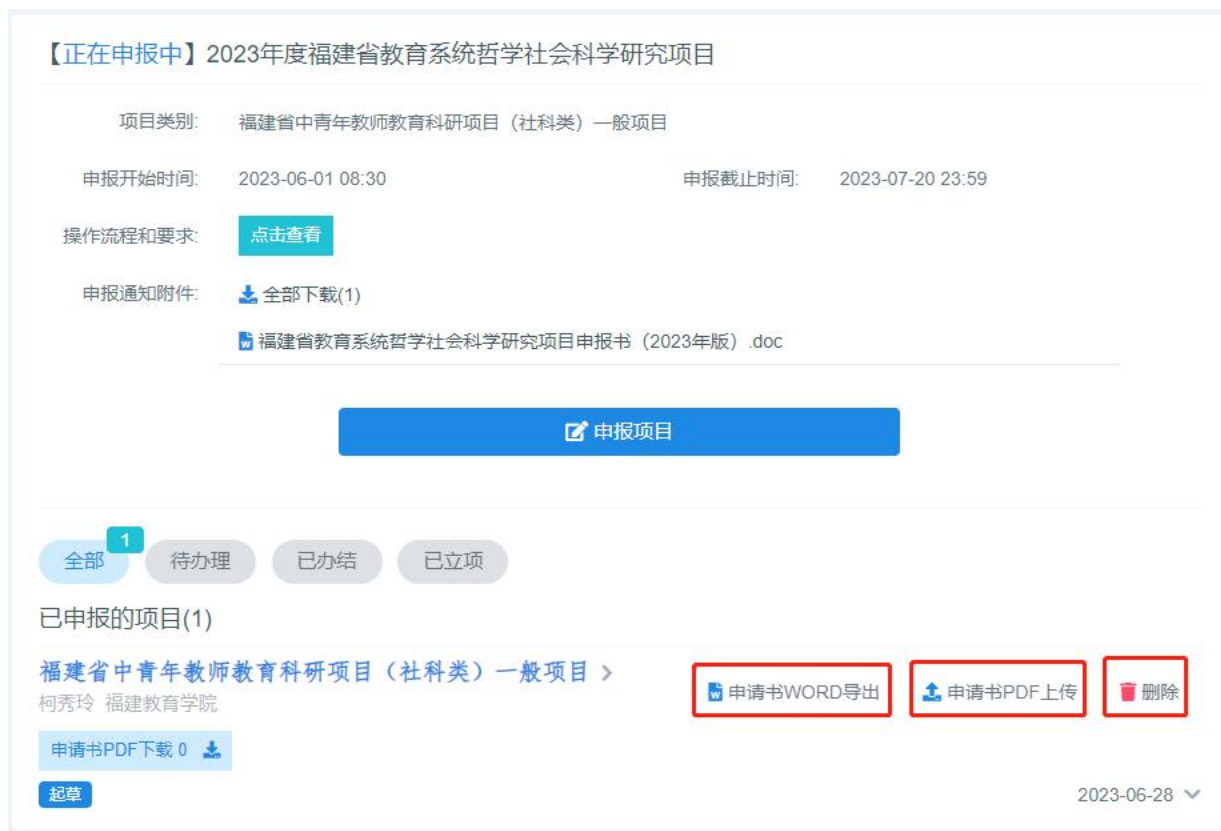 【正在申报中】2023年度福建省教育系统哲学社会科学研究项目
项目类别: 福建省中青年教师教育科研项目（社科类）一般项目
申报开始时间: 2023-06-01 08:30 申报截止时间: 2023-07-20 23:59
操作流程和要求: 点击查看
申报通知附件: 全部下载(1)
福建省教育系统哲学社会科学研究项目申报书（2023年版）.doc
申报项目
全部 1 待办理 已办结 已立项
已申报的项目(1)
福建省中青年教师教育科研项目（社科类）一般项目
申请书WORD导出 申请书PDF上传 删除
柯秀玲 福建教育学院
申请书PDF下载 0
起草 2023-06-28